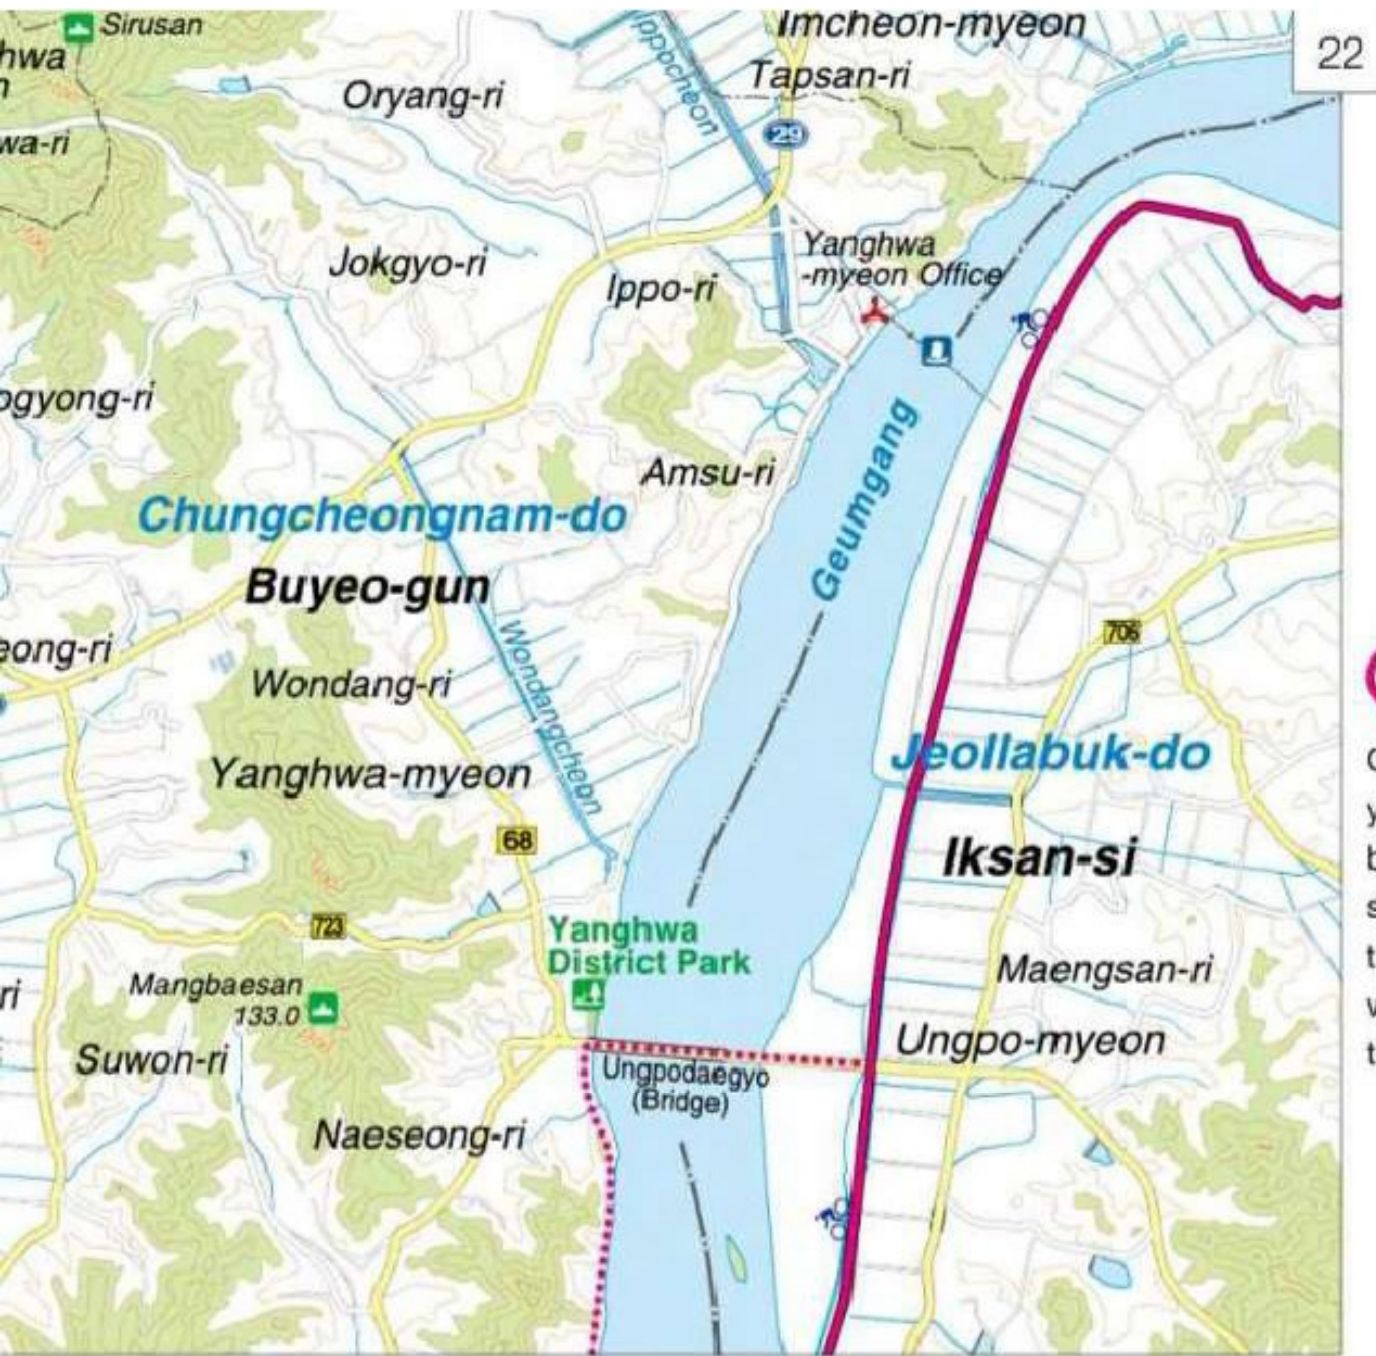 Sirusan
Imcheon-myeon
22
hwa
n
Tapsan-ri
Oryang-ri
Ippocheon
29
wa-ri
Yanghwa
-myeon Office
Jokgyo-ri
Ippo-ri
ogyong-ri
Amsu-ri
Geumgang
Chungcheongnam-do
Buyeo-gun
706
eong-ri
Wondang-ri
Wondangcheon
Jeollabuk-do
Yanghwa-myeon
68
Iksan-si
723
Yanghwa
District Park
Maengsan-ri
Mangbaesan
133.0
ri
Ungpo-myeon
Suwon-ri
Ungpodaegyo
(Bridge)
Naeseong-ri
y
b
s
t
v
t